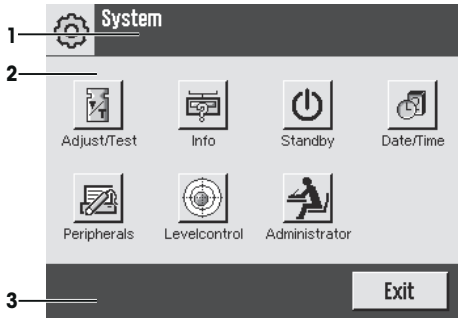 System
1
2
Adjust/Test Info Standby Date/Time
Peripherals Levelcontrol Administrator
3
Exit